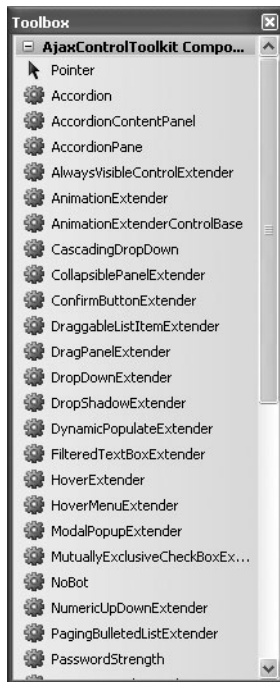 Toolbox
AjaxControlToolkit Compo...
Pointer
Accordion
AccordionContentPanel
AccordionPane
AlwaysVisibleControlExtender
AnimationExtender
AnimationExtenderControlBase
CascadingDropDown
CollapsiblePanelExtender
ConfirmButtonExtender
DraggableListItemExtender
DragPanelExtender
DropDownExtender
DropShadowExtender
DynamicPopulateExtender
FilteredTextBoxExtender
HoverExtender
HoverMenuExtender
ModalPopupExtender
MutuallyExclusiveCheckBoxEx...
NoBot
NumericUpDownExtender
PagingBulletedListExtender
PasswordStrength